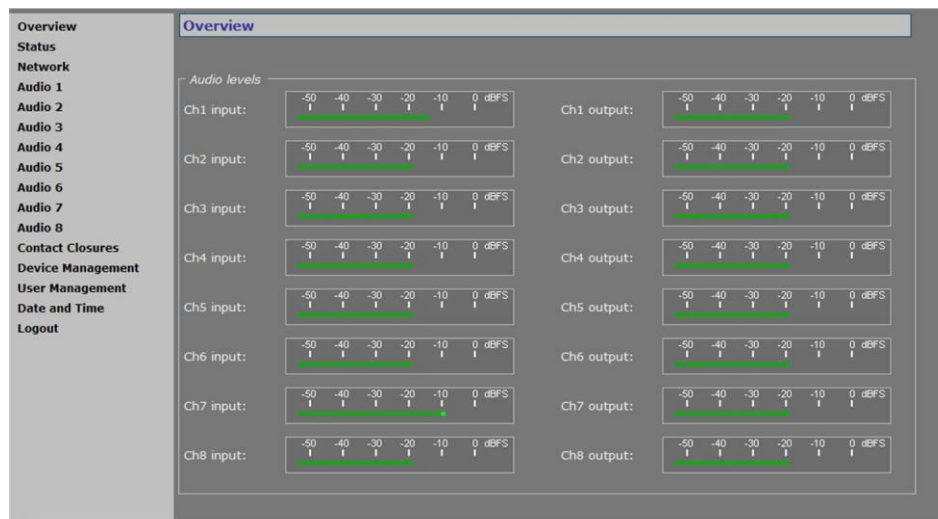 Overview
Status
Network
Audio 1
Audio 2
Audio 3
Audio 4
Audio 5
Audio 6
Audio 7
Audio 8
Contact Closures
Device Management
User Management
Date and Time
Logout
Overview
Audio levels
Ch1 input: -50 -40 -30 -20 -10 0 dBFS Ch1 output: -50 -40 -30 -20 -10 0 dBFS
Ch2 input: -50 -40 -30 -20 -10 0 dBFS Ch2 output: -50 -40 -30 -20 -10 0 dBFS
Ch3 input: -50 -40 -30 -20 -10 0 dBFS Ch3 output: -50 -40 -30 -20 -10 0 dBFS
Ch4 input: -50 -40 -30 -20 -10 0 dBFS Ch4 output: -50 -40 -30 -20 -10 0 dBFS
Ch5 input: -50 -40 -30 -20 -10 0 dBFS Ch5 output: -50 -40 -30 -20 -10 0 dBFS
Ch6 input: -50 -40 -30 -20 -10 0 dBFS Ch6 output: -50 -40 -30 -20 -10 0 dBFS
Ch7 input: -50 -40 -30 -20 -10 0 dBFS Ch7 output: -50 -40 -30 -20 -10 0 dBFS
Ch8 input: -50 -40 -30 -20 -10 0 dBFS Ch8 output: -50 -40 -30 -20 -10 0 dBFS